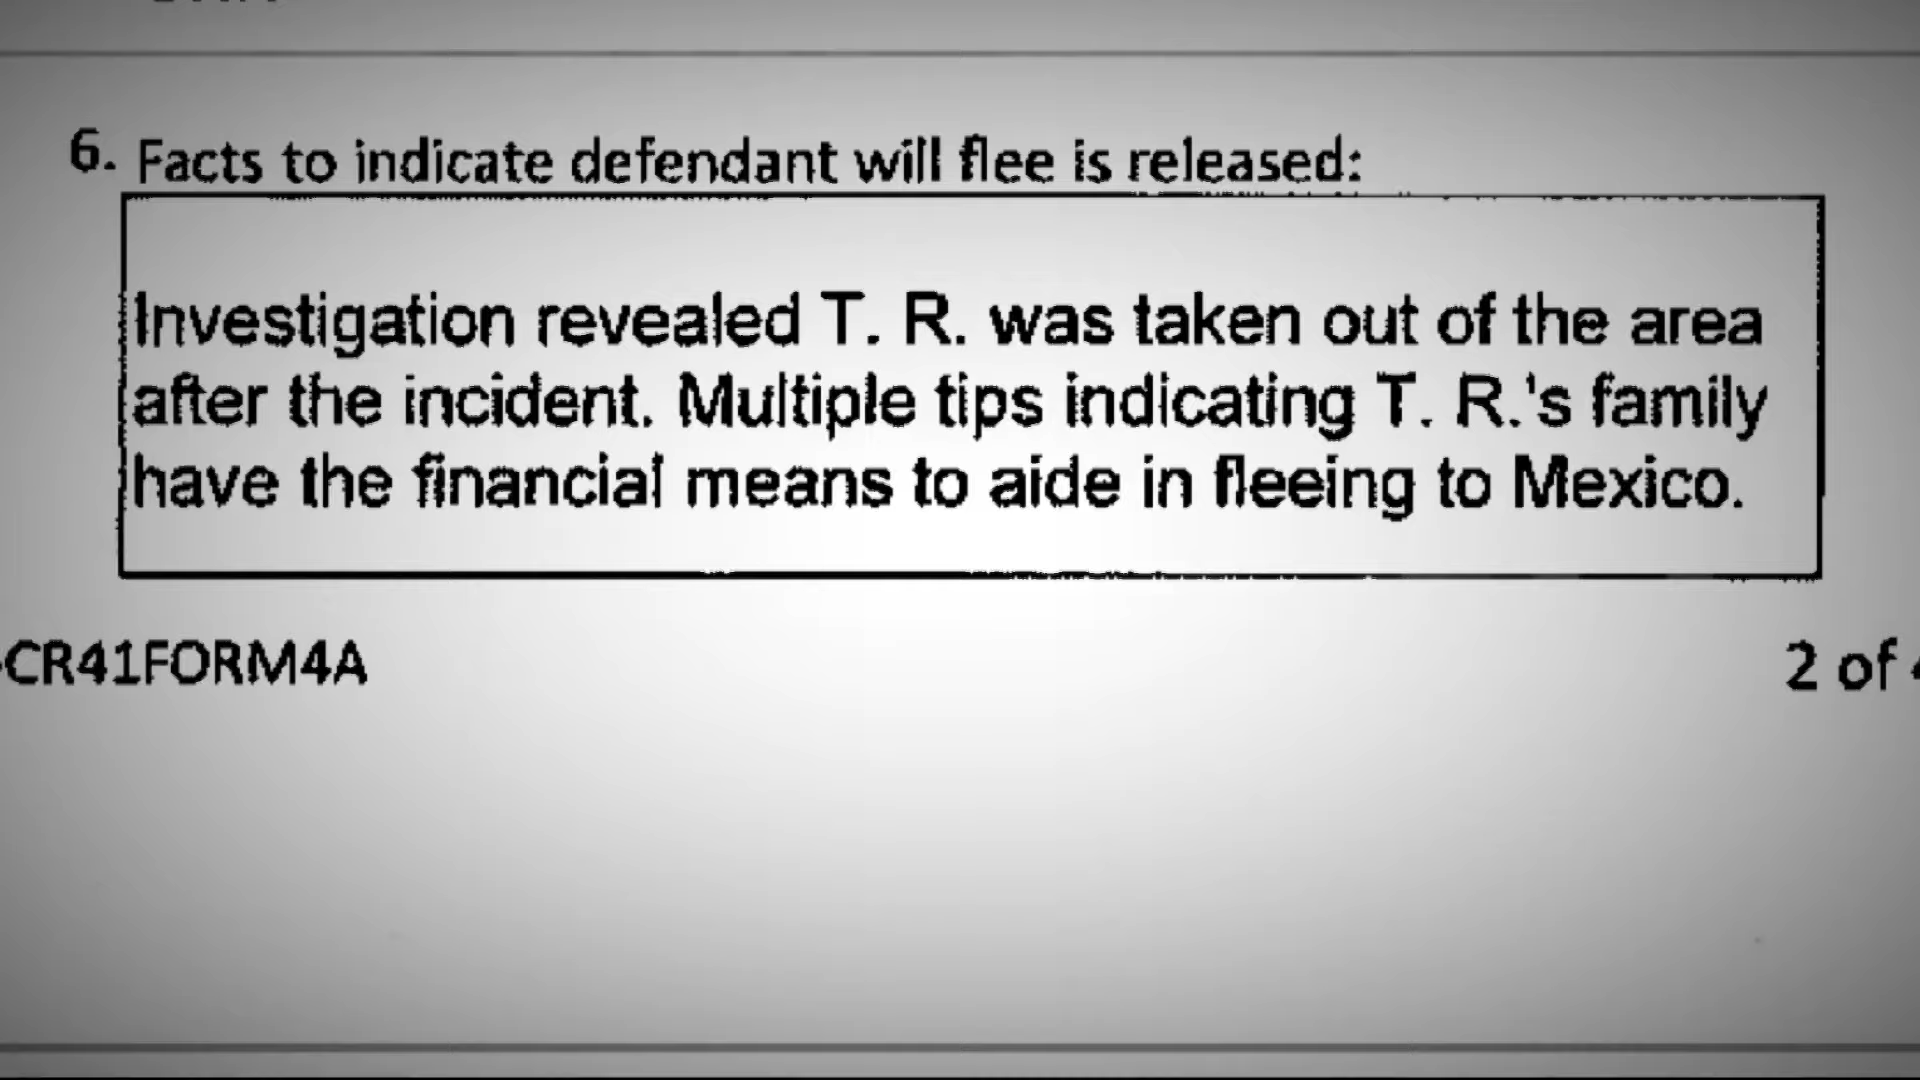 6. Facts to indicate defendant will flee is released:
Investigation revealed T. R. was taken out of the area
after the incident. Multiple tips indicating T. R.'s family
have the financial means to aide in fleeing to Mexico.
CR41FORM4A
2 of